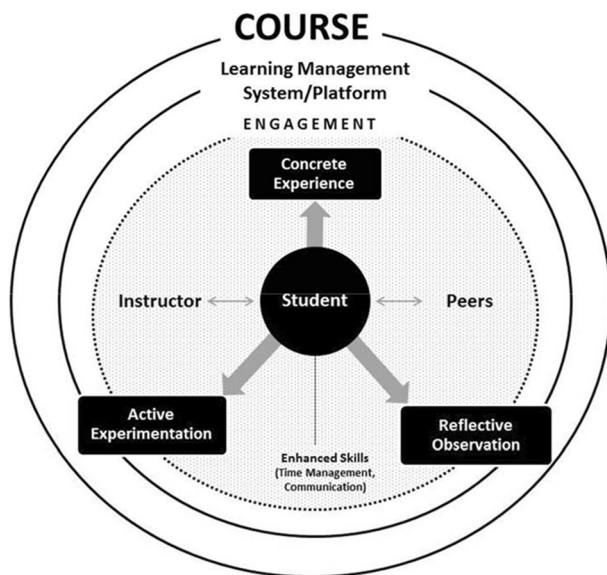 COURSE
Learning Management
System/Platform
ENGAGEMENT
Concrete
Experience
Instructor
Student
Peers
Active
Experimentation
Reflective
Observation
Enhanced Skills
(Time Management,
Communication)